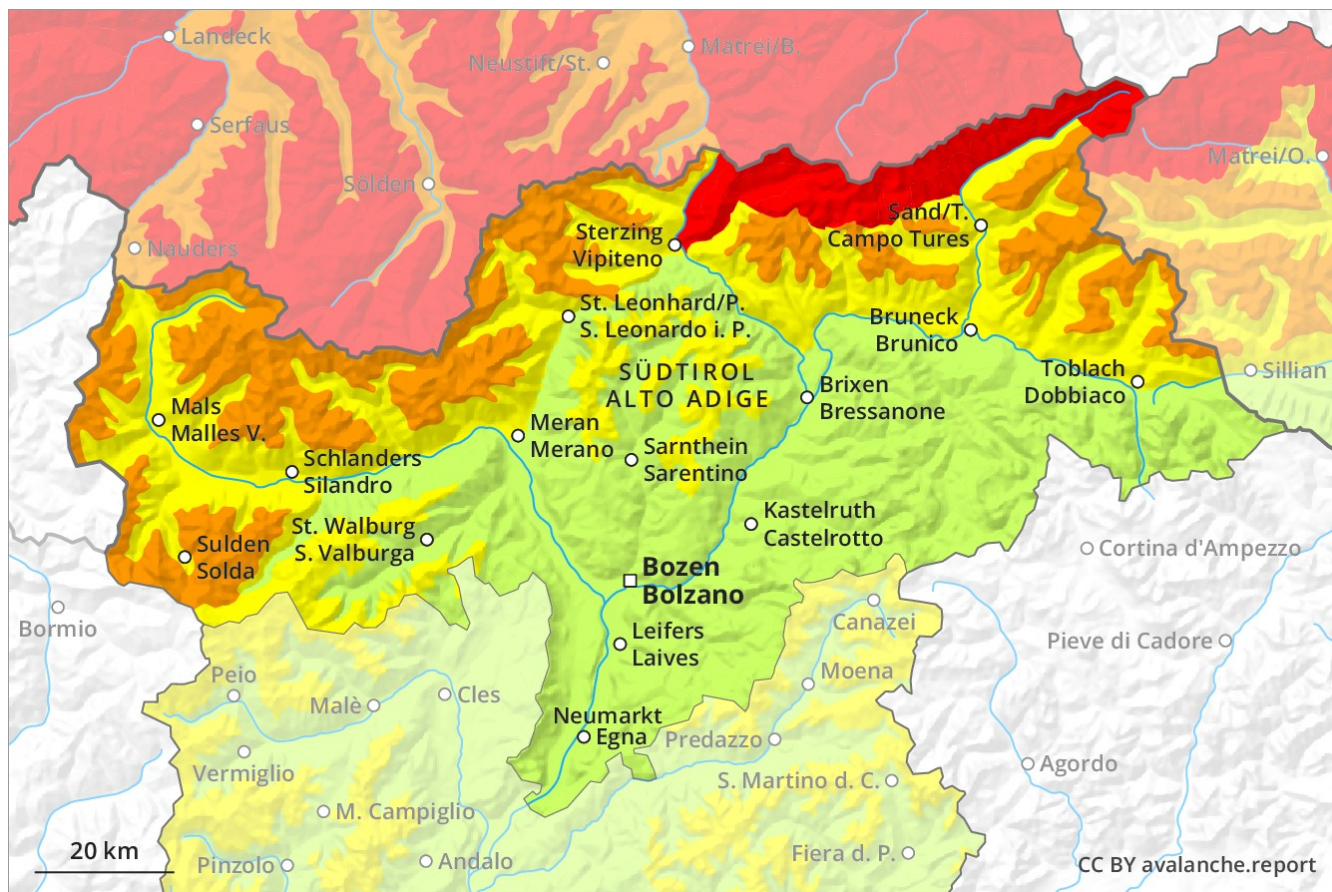 Landeck
Matrei/B.
Neustift/St.
Serfaus
Matrei/O.
Sölden
Sand/T.
Campo Tures
Sterzing
Vipiteno
Nauders
St. Leonhard/P.
S. Leonardo i. P.
Bruneck
Brunico
SÜDTIROL
ALTO ADIGE
Toblach
Dobbiaco
Sillian
Brixen
Bressanone
Mals
Malles V.
Meran
Merano
Sarnthein
Sarentino
Schlanders
Silandro
Kastelruth
Castelrotto
St. Walburg
S. Valburga
Sulden
Solda
Cortina d'Ampezzo
Bozen
Bolzano
Bormio
Canazei
Leifers
Laives
Pieve di Cadore
Peio
Moena
Malè
Cles
Neumarkt
Egna
Predazzo
Vermiglio
Agordo
S. Martino d. C.
M. Campiglio
20 km
Pinzolo
Andalo
Fiera d. P.
CC BY avalanche.report